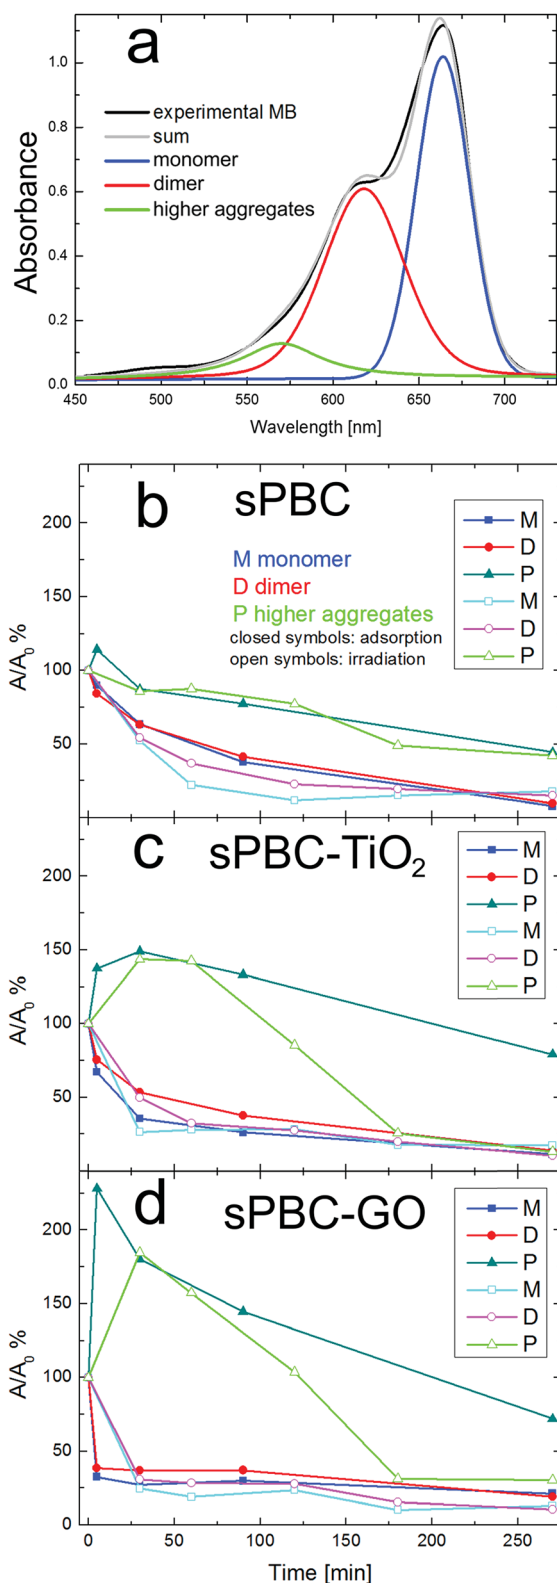 a
experimental MB
sum
monomer
dimer
higher aggregates
Absorbance
1.0
0.8
0.6
0.4
0.2
0.0
450 500 550 600 650 700
Wavelength [nm]
b sPBC
M monomer
D dimer
P higher aggregates
closed symbols: adsorption
open symbols: irradiation
M
D
P
M
D
P
A/A₀ %
200
150
100
50
c sPBC-TiO₂
M
D
P
M
D
P
A/A₀ %
200
150
100
50
d sPBC-GO
M
D
P
M
D
P
A/A₀ %
200
150
100
50
0
0 50 100 150 200 250
Time [min]